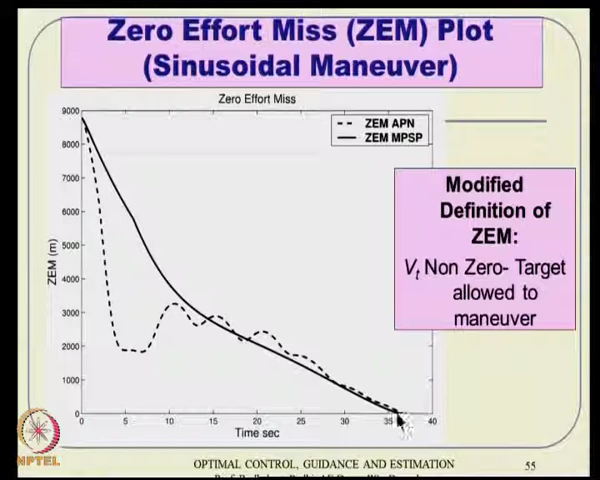 Zero Effort Miss (ZEM) Plot
(Sinusoidal Maneuver)
Zero Effort Miss
9000
8000
7000
6000
5000
4000
3000
2000
1000
0
ZEM (m)
ZEM APN
ZEM MPSP
0 5 10 15 20 25 30 35 40
Time sec
Modified
Definition of
ZEM:
Vt Non Zero- Target
allowed to
maneuver
NPTEL
OPTIMAL CONTROL, GUIDANCE AND ESTIMATION
55